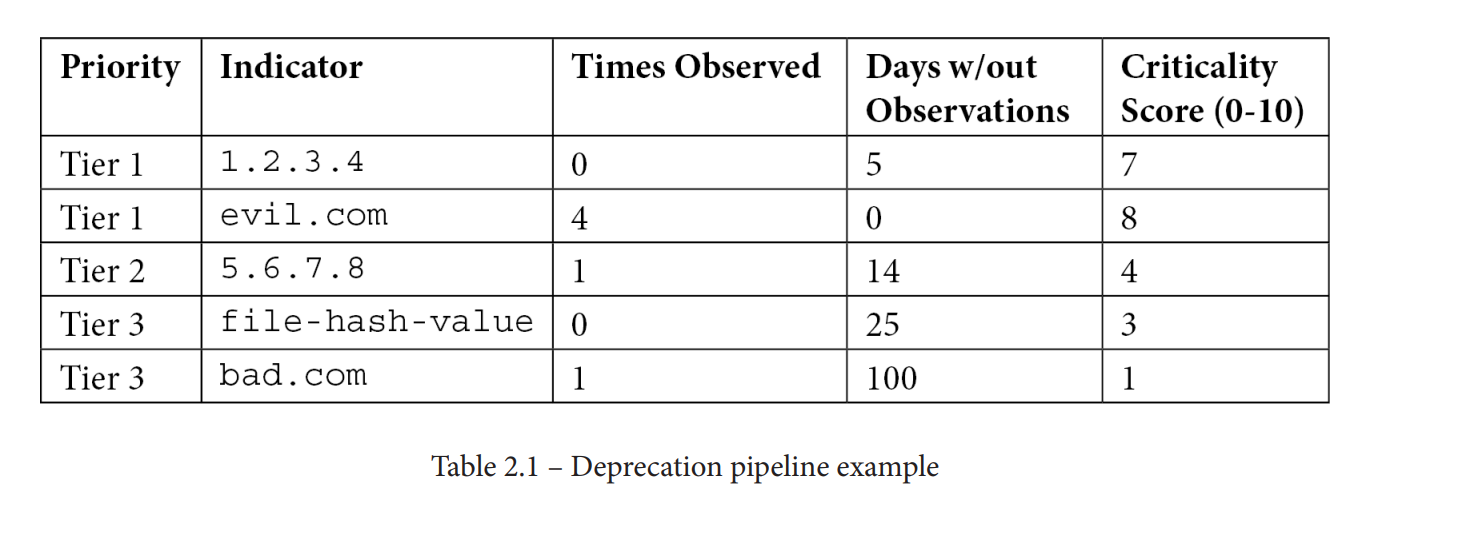 Priority Indicator Times Observed Days w/out Criticality
Observations Score (0-10)
Tier 1 1.2.3.4 0 5 7
Tier 1 evil.com 4 0 8
Tier 2 5.6.7.8 1 14 4
Tier 3 file-hash-value 0 25 3
Tier 3 bad.com 1 100 1
Table 2.1 – Deprecation pipeline example